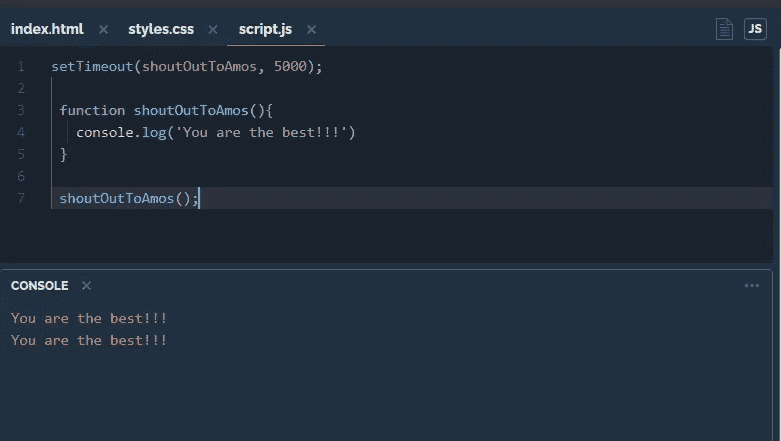 index.html × styles.css × script.js × JS
1 setTimeout(shoutOutToAmos, 5000);
2
3 function shoutOutToAmos(){
4 console.log('You are the best!!!')
5 }
6
7 shoutOutToAmos();
CONSOLE × ...
You are the best!!!
You are the best!!!